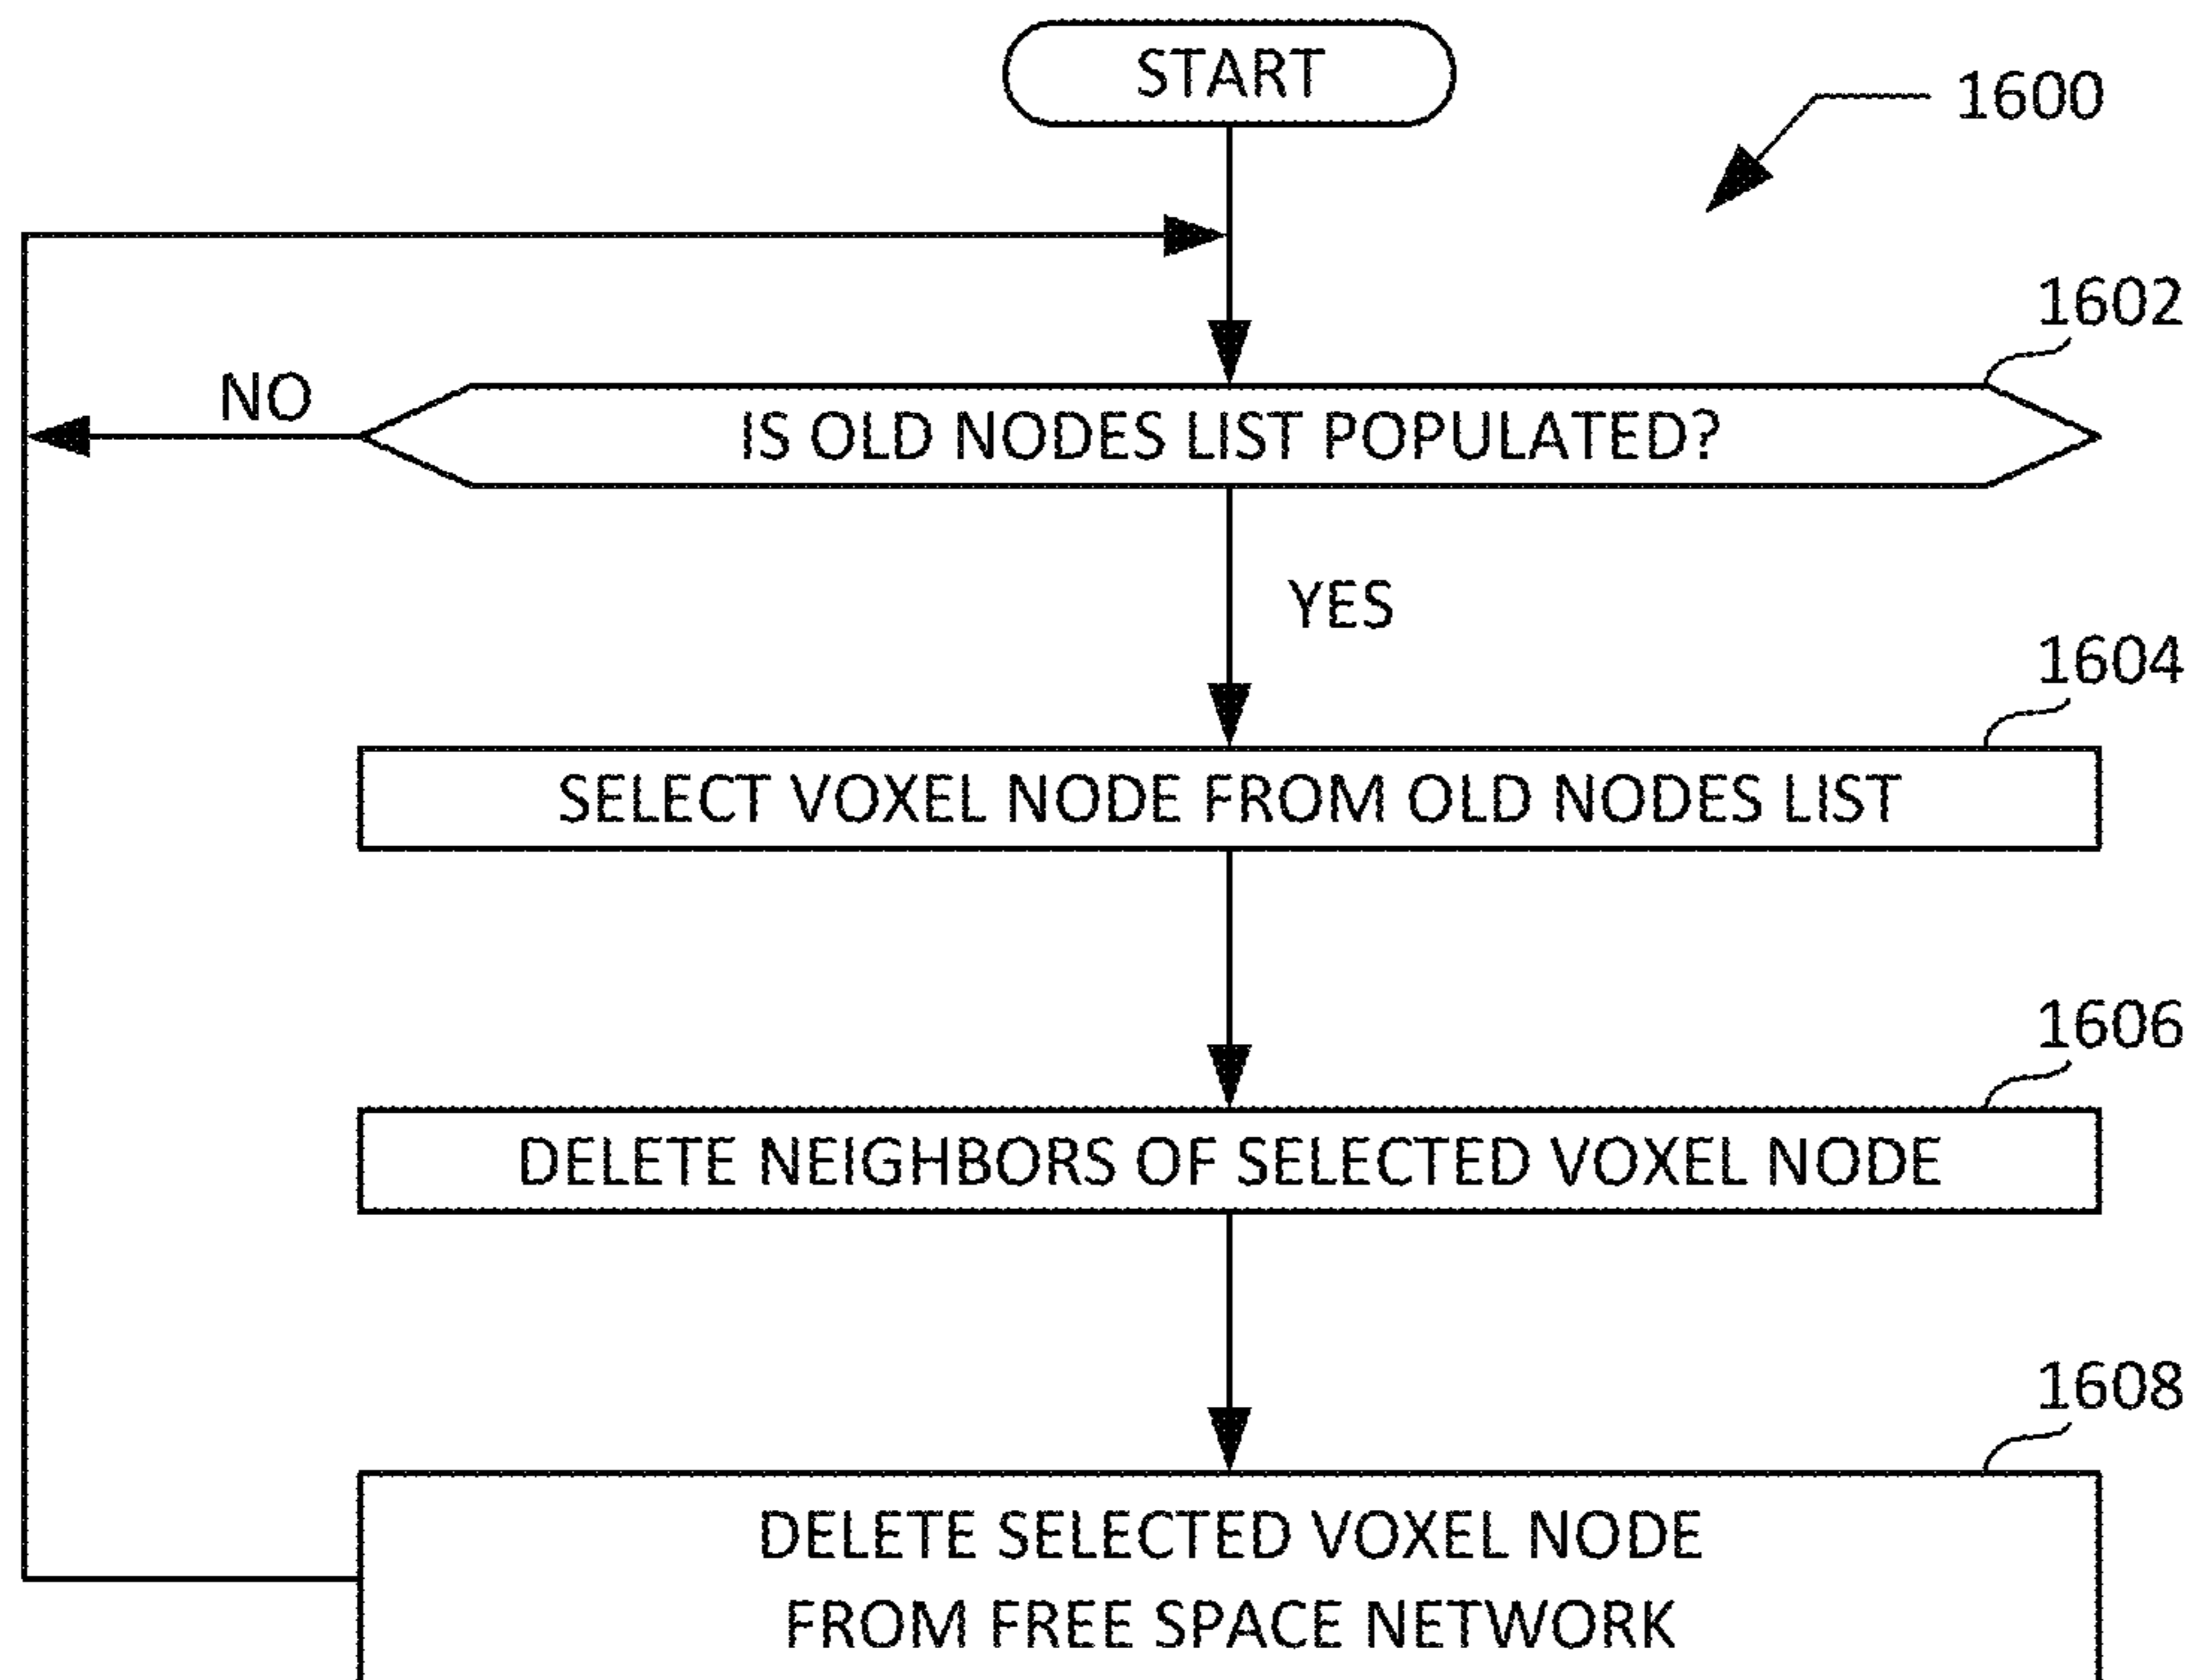 START
1600
1602
NO
IS OLD NODES LIST POPULATED?
YES
1604
SELECT VOXEL NODE FROM OLD NODES LIST
1606
DELETE NEIGHBORS OF SELECTED VOXEL NODE
1608
DELETE SELECTED VOXEL NODE
FROM FREE SPACE NETWORK